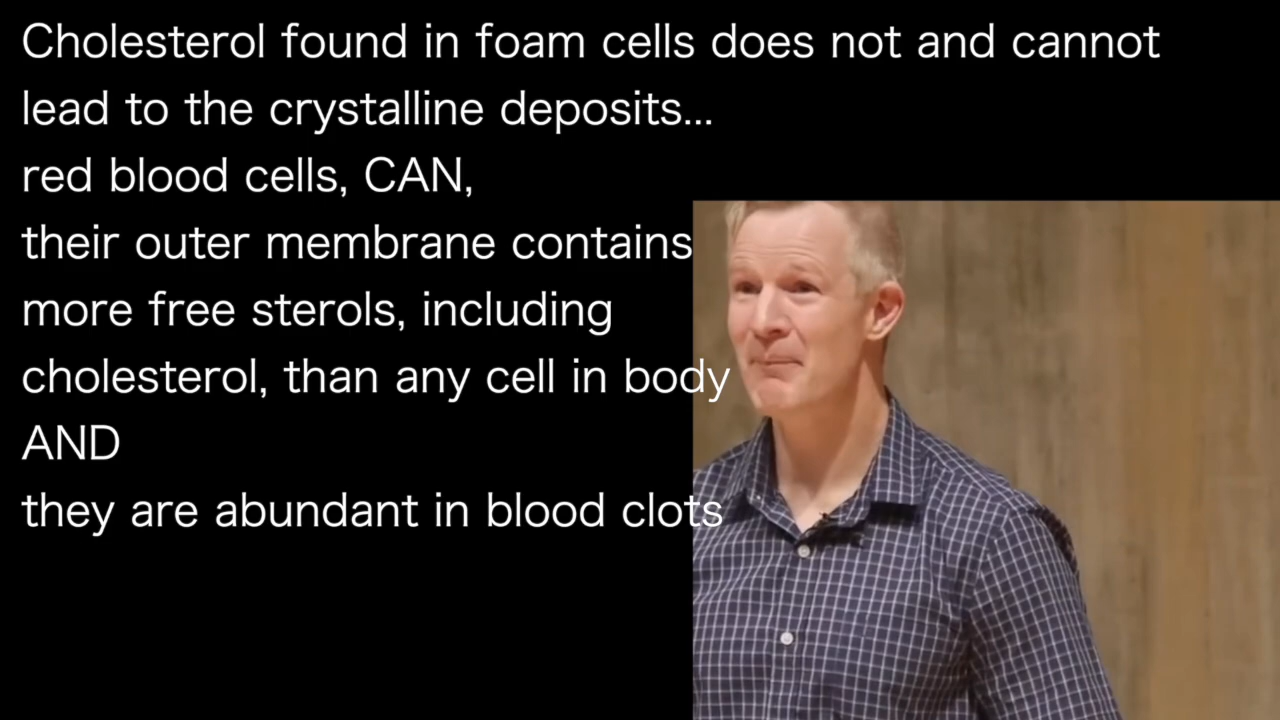 Cholesterol found in foam cells does not and cannot
lead to the crystalline deposits...
red blood cells, CAN,
their outer membrane contains
more free sterols, including
cholesterol, than any cell in body
AND
they are abundant in blood clots